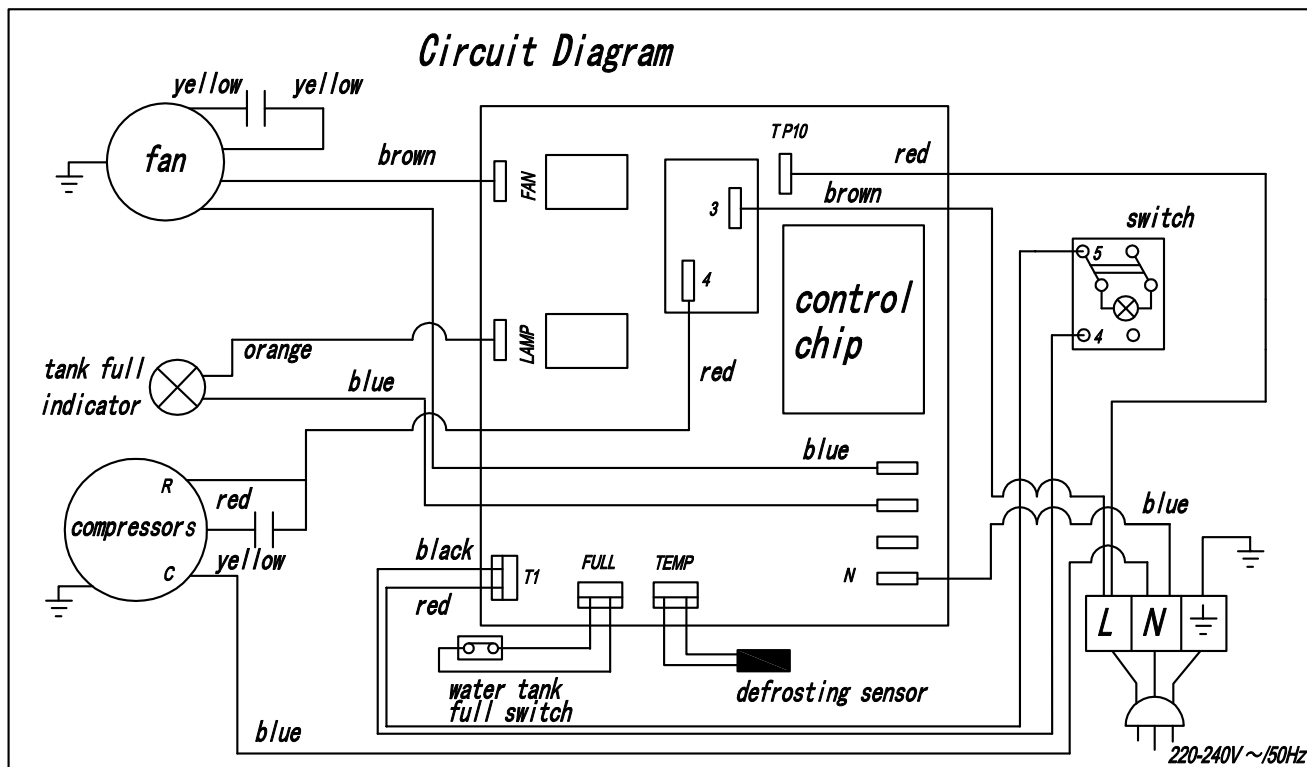 Circuit Diagram
yellow
yellow
fan
brown
FAN
TP10
red
brown
3
4
switch
5
4
control
chip
LAMP
orange
tank full
indicator
blue
red
blue
R
red
compressors
yellow
C
black
red
T1
FULL
TEMP
N
blue
L
N
water tank
full switch
defrosting sensor
blue
220-240V～/50Hz